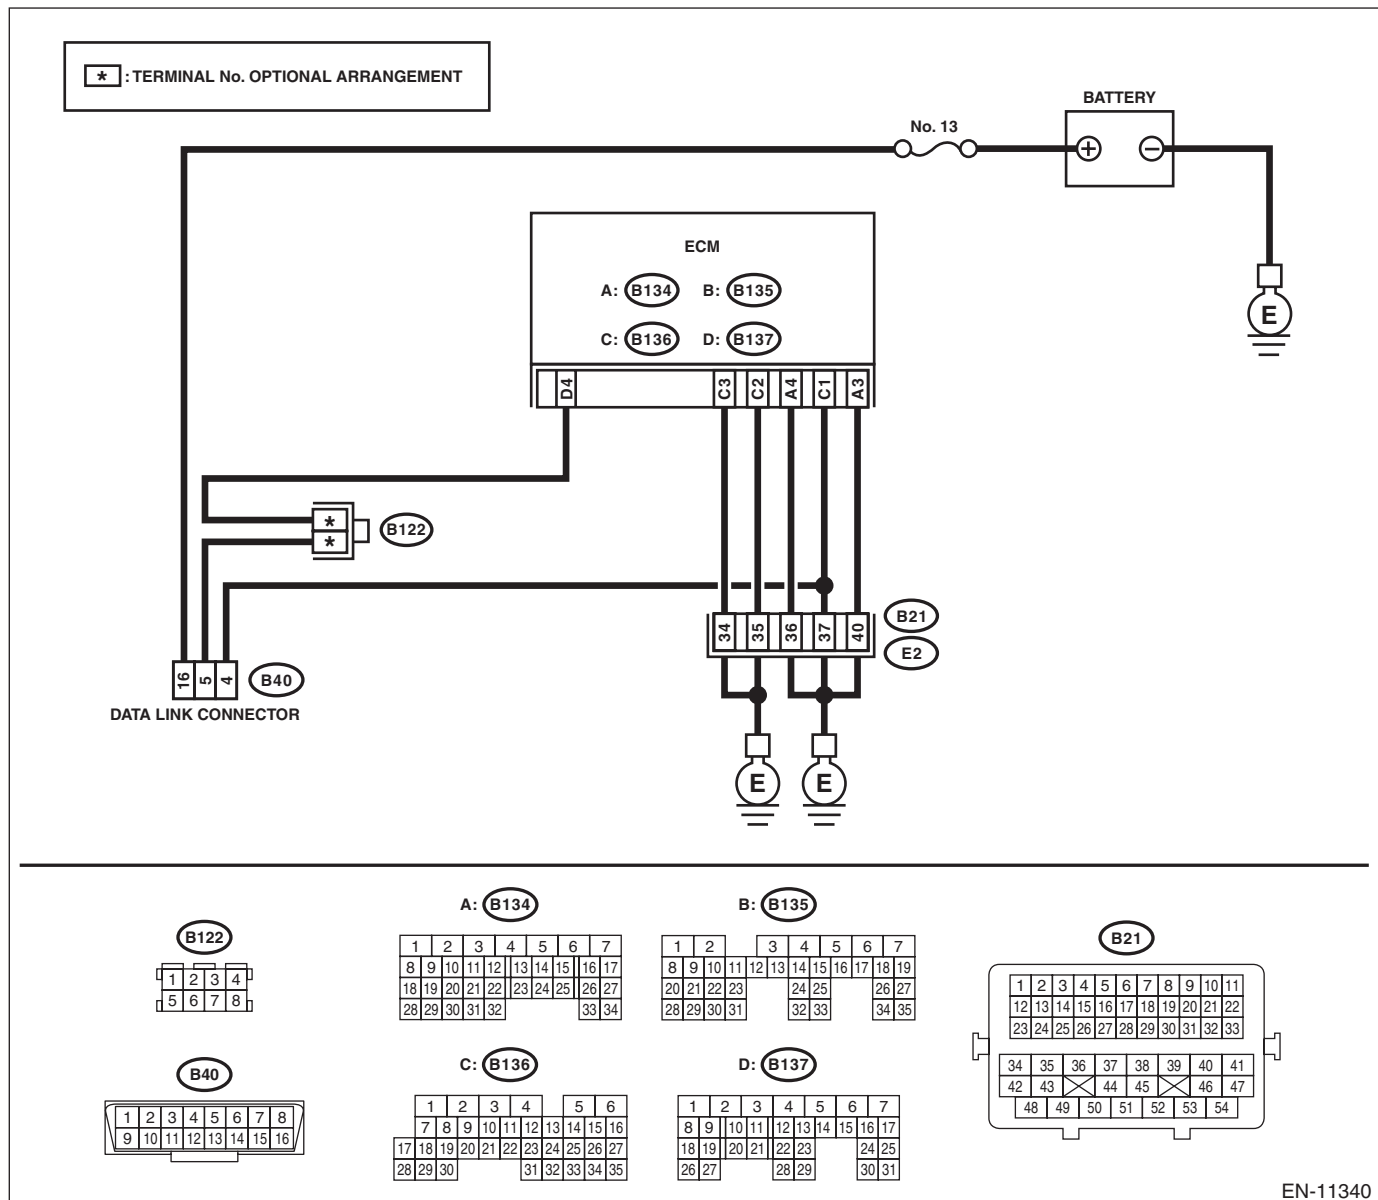 * : TERMINAL No. OPTIONAL ARRANGEMENT
BATTERY
No. 13
+ −
ECM
A: B134 B: B135
C: B136 D: B137
E
D4 C3 C2 A4 C1 A3
*
*
B122
34 35 36 37 40
B21
E2
16 5 4
B40
DATA LINK CONNECTOR
E E
B122
1 2 3 4
5 6 7 8
A: B134
1 2 3 4 5 6 7
8 9 10 11 12 13 14 15 16 17
18 19 20 21 22 23 24 25 26 27
28 29 30 31 32 33 34
B: B135
1 2 3 4 5 6 7
8 9 10 11 12 13 14 15 16 17 18 19
20 21 22 23 24 25 26 27
28 29 30 31 32 33 34 35
B21
1 2 3 4 5 6 7 8 9 10 11
12 13 14 15 16 17 18 19 20 21 22
23 24 25 26 27 28 29 30 31 32 33
34 35 36 37 38 39 40 41
42 43 44 45 46 47
48 49 50 51 52 53 54
B40
1 2 3 4 5 6 7 8
9 10 11 12 13 14 15 16
C: B136
1 2 3 4 5 6
7 8 9 10 11 12 13 14 15 16
17 18 19 20 21 22 23 24 25 26 27
28 29 30 31 32 33 34 35
D: B137
1 2 3 4 5 6 7
8 9 10 11 12 13 14 15 16 17
18 19 20 21 22 23 24 25
26 27 28 29 30 31
EN-11340